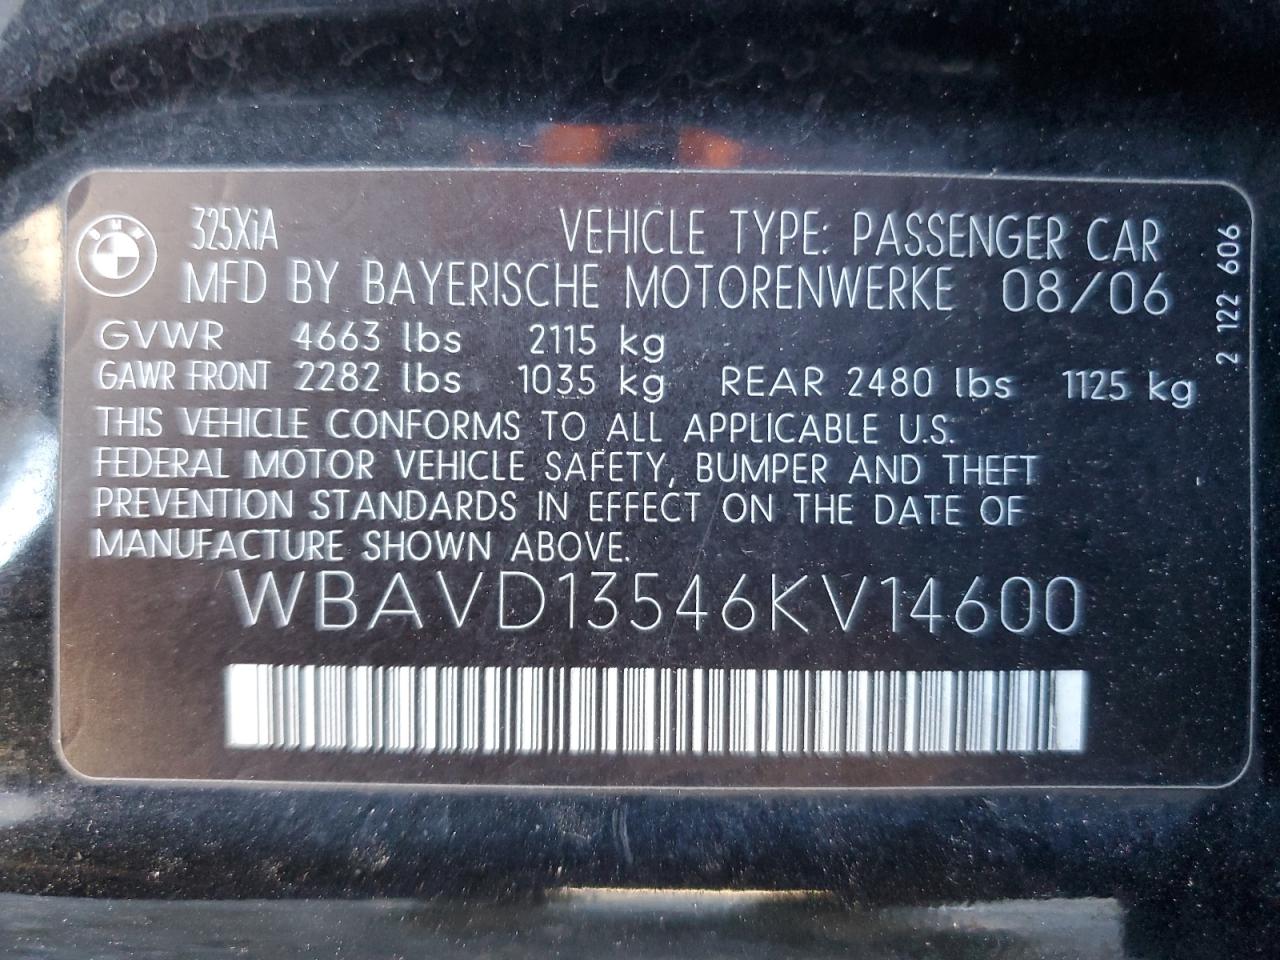 BMW
325XiA VEHICLE TYPE: PASSENGER CAR
MFD BY BAYERISCHE MOTORENWERKE 08/06
GVWR 4663 lbs 2115 kg
GAWR FRONT 2282 lbs 1035 kg REAR 2480 lbs 1125 kg
THIS VEHICLE CONFORMS TO ALL APPLICABLE U.S.
FEDERAL MOTOR VEHICLE SAFETY, BUMPER AND THEFT
PREVENTION STANDARDS IN EFFECT ON THE DATE OF
MANUFACTURE SHOWN ABOVE.
WBAVD13546KV14600
2 122 606